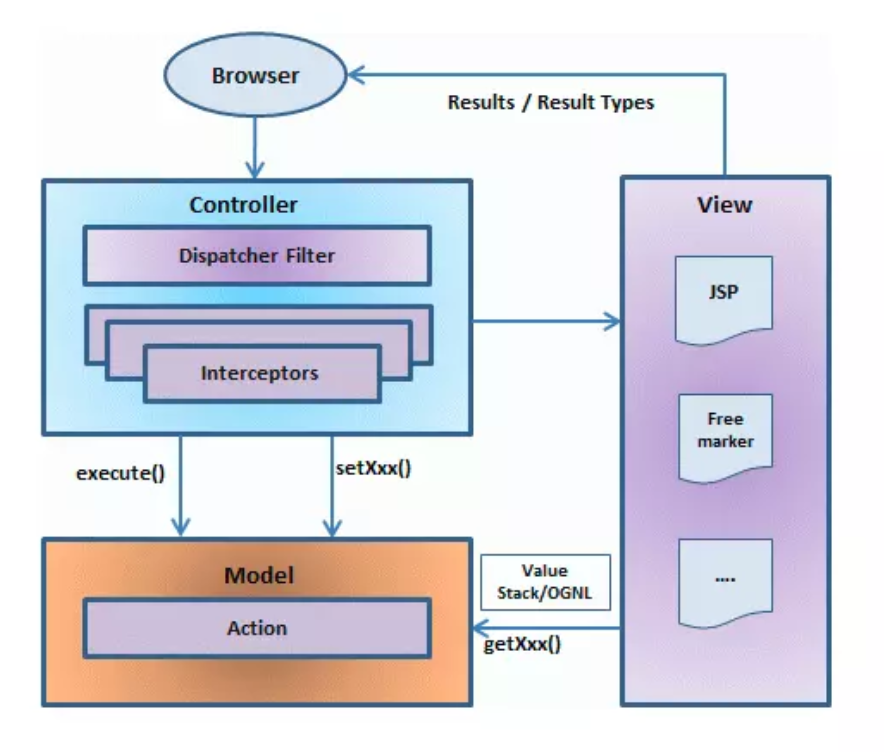 Browser
Results / Result Types
Controller
View
Dispatcher Filter
JSP
Interceptors
Free
marker
execute()
setXxx()
Model
Value
Stack/OGNL
....
Action
getXxx()